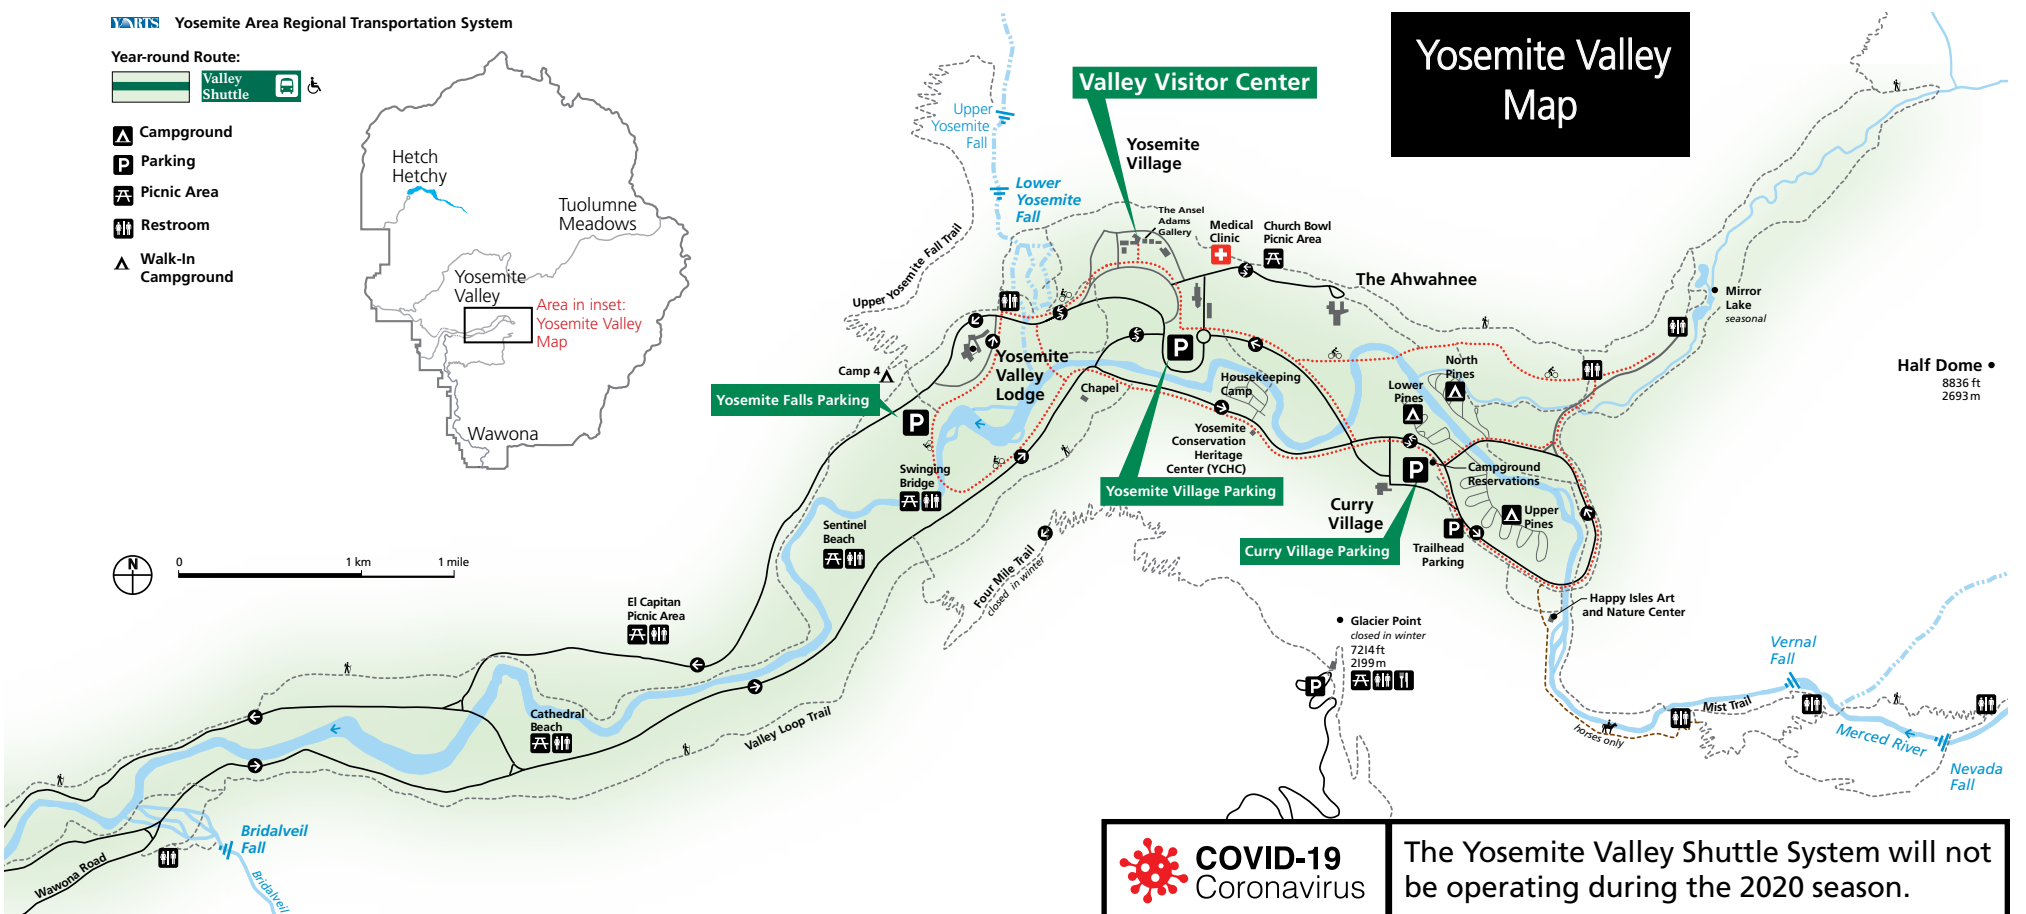 YARTS Yosemite Area Regional Transportation System
Year-round Route:
Valley
Shuttle
Campground
P Parking
Picnic Area
Restroom
Walk-In
Campground
Hetch
Hetchy
Tuolumne
Meadows
Yosemite
Valley
Area in inset:
Yosemite Valley
Map
Wawona
N
0 1 km 1 mile
Yosemite Valley
Map
Valley Visitor Center
Yosemite
Village
Upper
Yosemite
Fall
Lower
Yosemite
Fall
Upper Yosemite Fall Trail
The Ansel
Adams
Gallery
Medical
Clinic
Church Bowl
Picnic Area
The Ahwahnee
Mirror
Lake
seasonal
Half Dome
8836 ft
2693 m
Camp 4
Yosemite Falls Parking
P
Yosemite
Valley
Lodge
Chapel
P
Housekeeping
Camp
Yosemite
Conservation
Heritage
Center (YCHC)
Yosemite Village Parking
North
Pines
Lower
Pines
P
Campground
Reservations
Upper
Pines
Curry
Village
Curry Village Parking
P
Trailhead
Parking
Swinging
Bridge
Sentinel
Beach
Four Mile Trail
closed in winter
El Capitan
Picnic Area
Cathedral
Beach
Valley Loop Trail
Glacier Point
closed in winter
7214 ft
2199 m
P
Happy Isles Art
and Nature Center
Vernal
Fall
Mist Trail
horses only
Merced River
Nevada
Fall
Bridalveil
Fall
Bridalveil
Wawona Road
COVID-19
Coronavirus
The Yosemite Valley Shuttle System will not
be operating during the 2020 season.